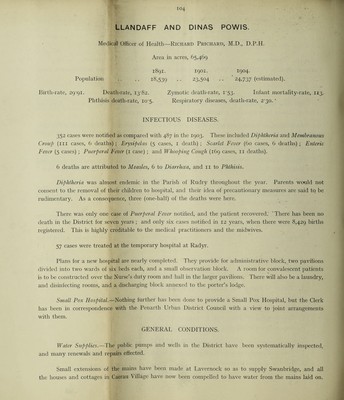 104
LLANDAFF AND DINAS POWIS.
Medical Officer of Health—RICHARD PRICHARD, M.D., D.P.H.
Area in acres, 65,469
1891. 1901. 1904
Population .. 18,539 .. 23,504 .. 24,737 (estimated).
Birth-rate, 29·91. Death-rate, 13·82. Zymotic death-rate, 1·53. Infant mortality-rate, 113.
Phthisis death-rate, 10·5. Respiratory diseases, death-rate, 2·30.
INFECTIOUS DISEASES.
352 cases were notified as compared with 487 in the 1903. These included Diphtheria and Membranous
Croup (111 cases, 6 deaths); Erysipelas (5 cases, 1 death); Scarlet Fever (60 cases, 6 deaths); Enteric
Fever (5 cases); Puerperal Fever (1 case); and Whooping Cough (169 cases, 11 deaths).
6 deaths are attributed to Measles, 6 to Diarrhœa, and 11 to Phthisis.
Diphtheria was almost endemic in the Parish of Rudry throughout the year. Parents would not
consent to the removal of their children to hospital, and their idea of precautionary measures are said to be
rudimentary. As a consequence, three (one-half) of the deaths were here.
There was only one case of Puerperal Fever notified, and the patient recovered. There has been no
death in the District for seven years; and only six cases notified in 12 years, when there were 8,429 births
registered. This is highly creditable to the medical practitioners and the midwives.
57 cases were treated at the temporary hospital at Radyr.
Plans for a new hospital are nearly completed. They provide for administrative block, two pavilions
divided into two wards of six beds each, and a small observation block. A room for convalescent patients
is to be constructed over the Nurse's duty room and hall in the larger pavilions. There will also be a laundry,
and disinfecting rooms, and a discharging block annexed to the porter's lodge.
Small Pox Hospital.—Nothing further has been done to provide a Small Pox Hospital, but the Clerk
has been in correspondence with the Penarth Urban District Council with a view to joint arrangements
with them.
GENERAL CONDITIONS.
Water Supplies.—The public pumps and wells in the District have been systematically inspected,
and many renewals and repairs effected.
Small extensions of the mains have been made at Lavernock so as to supply Swanbridge, and all
the houses and cottages in Caerau Village have now been compelled to have water from the mains laid on.